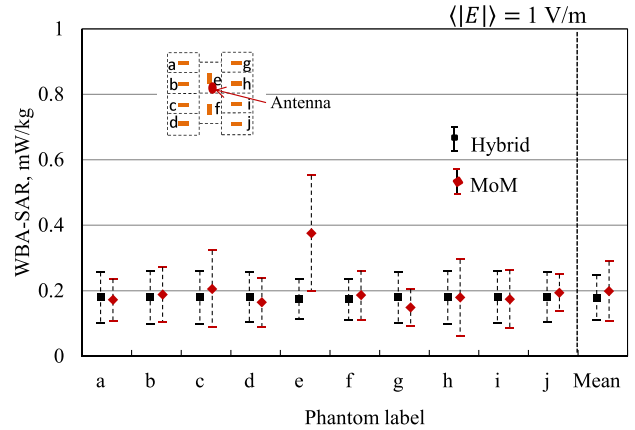 ⟨|E|⟩ = 1 V/m
1
0.8
0.6
0.4
0.2
0
WBA-SAR, mW/kg
a
b
c
d
e
f
g
h
i
j
Antenna
Hybrid
MoM
a b c d e f g h i j Mean
Phantom label